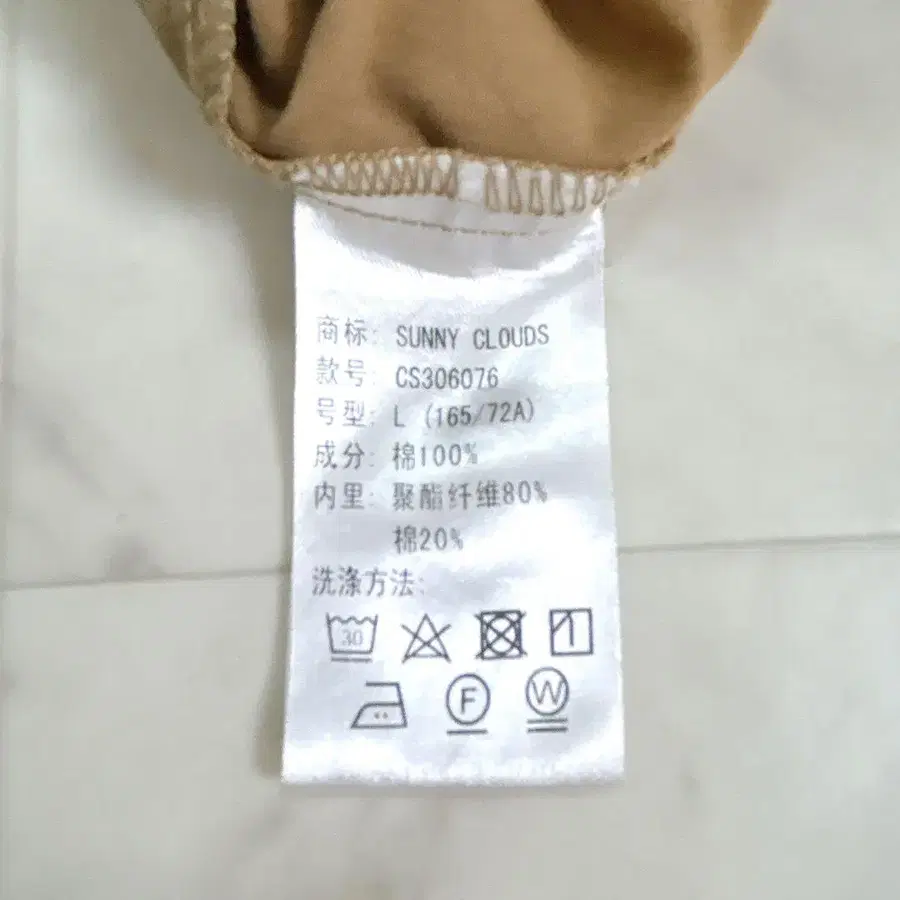 商标: SUNNY CLOUDS
款号: CS306076
号型: L (165/72A)
成分: 棉100%
内里: 聚酯纤维80%
棉20%
洗涤方法:
30
F W